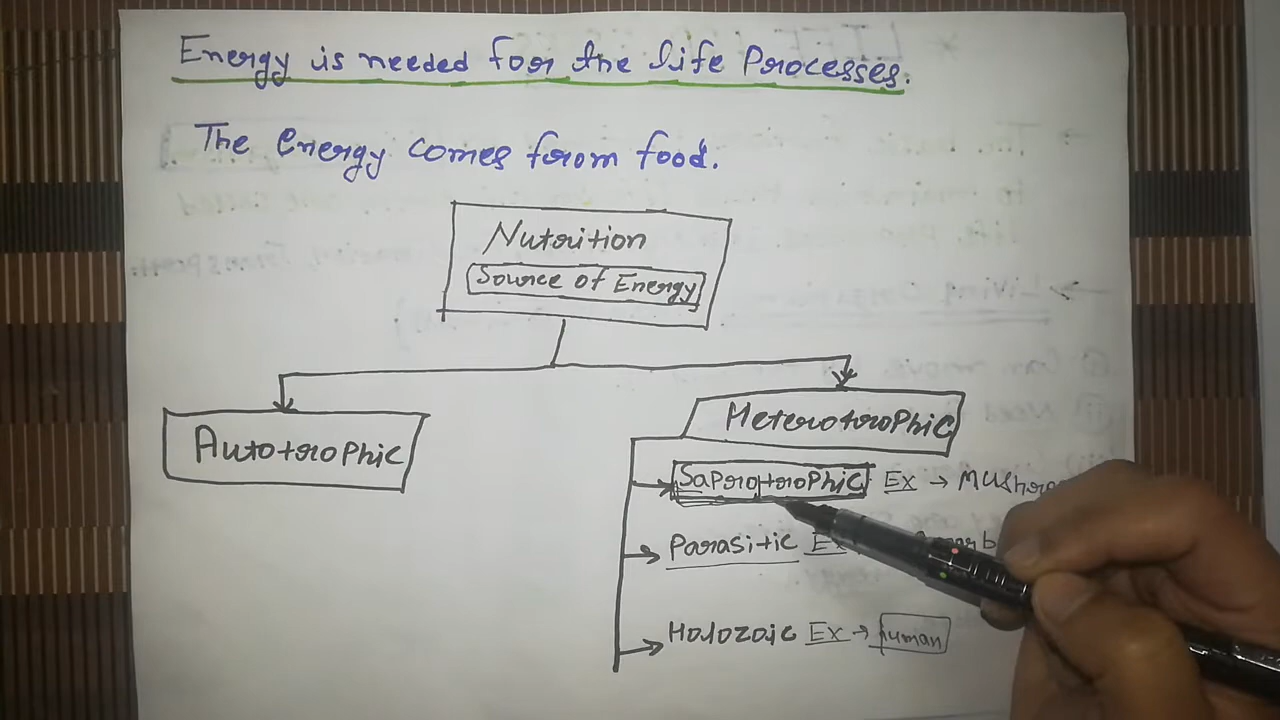 Energy is needed for the life Processes.
The energy comes from food.
Nutrition
Source of Energy
Autotrophic
Heterotrophic
Saprotrophic Ex →
Parasitic Ex
Holozoic Ex → human